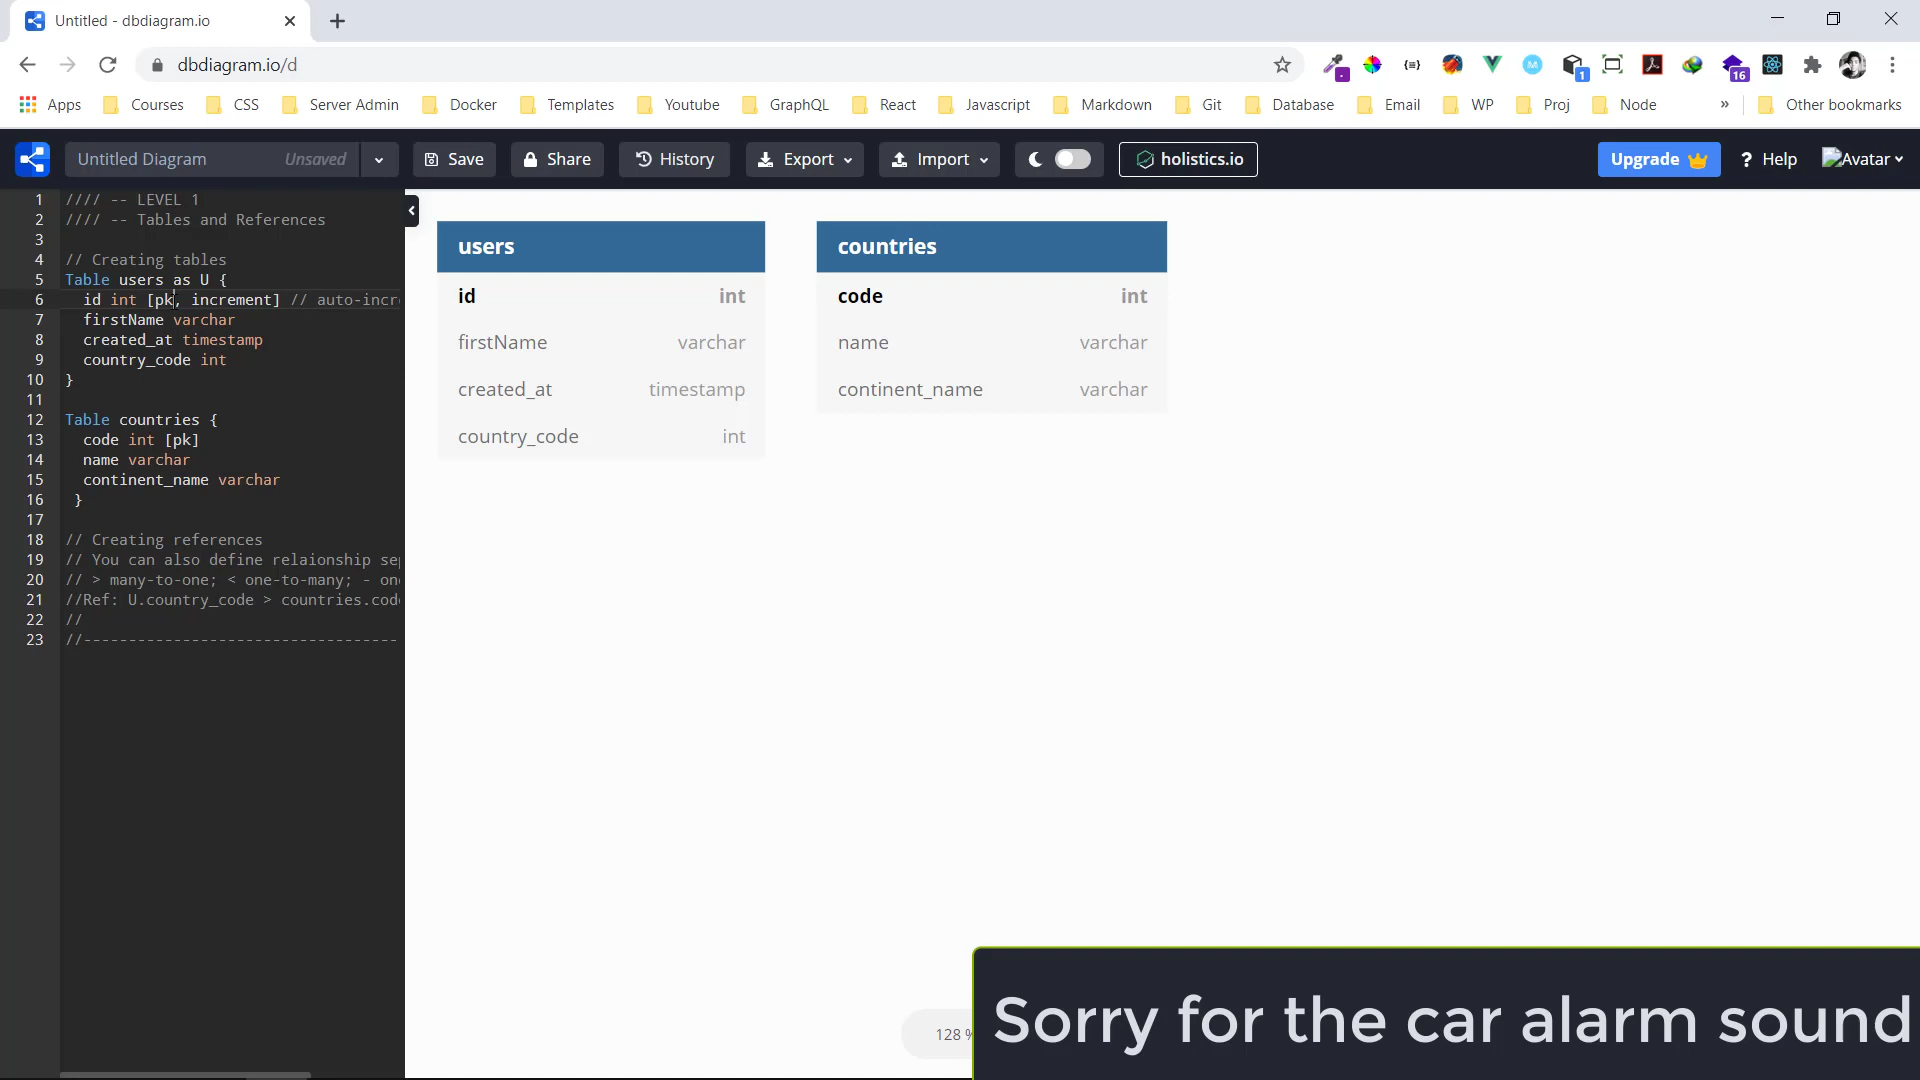 Untitled - dbdiagram.io
dbdiagram.io/d
1
16
Apps Courses CSS Server Admin Docker Templates Youtube GraphQL React Javascript Markdown Git Database Email WP Proj Node » Other bookmarks
Untitled Diagram Unsaved Save Share History Export Import holistics.io Upgrade ? Help Avatar
1 //// -- LEVEL 1
2 //// -- Tables and References
3
4 // Creating tables
5 Table users as U {
6 id int [pk, increment] // auto-incr
7 firstName varchar
8 created_at timestamp
9 country_code int
10 }
11
12 Table countries {
13 code int [pk]
14 name varchar
15 continent_name varchar
16 }
17
18 // Creating references
19 // You can also define relaionship se
20 // > many-to-one; < one-to-many; - on
21 //Ref: U.country_code > countries.cod
22 //
23 //-----------------------------------
users
id int
firstName varchar
created_at timestamp
country_code int
countries
code int
name varchar
continent_name varchar
128 %
Sorry for the car alarm sound